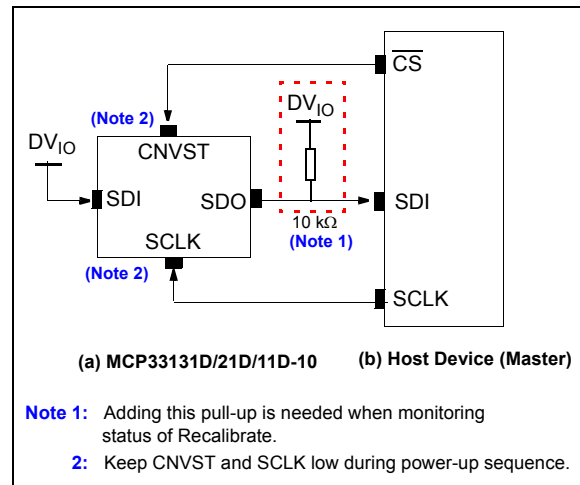 CS
DVIO
(Note 2)
DVIO
CNVST
SDI
SDO
SDI
10 kΩ
SCLK
(Note 1)
(Note 2)
SCLK
(a) MCP33131D/21D/11D-10 (b) Host Device (Master)
Note 1: Adding this pull-up is needed when monitoring
status of Recalibrate.
2: Keep CNVST and SCLK low during power-up sequence.